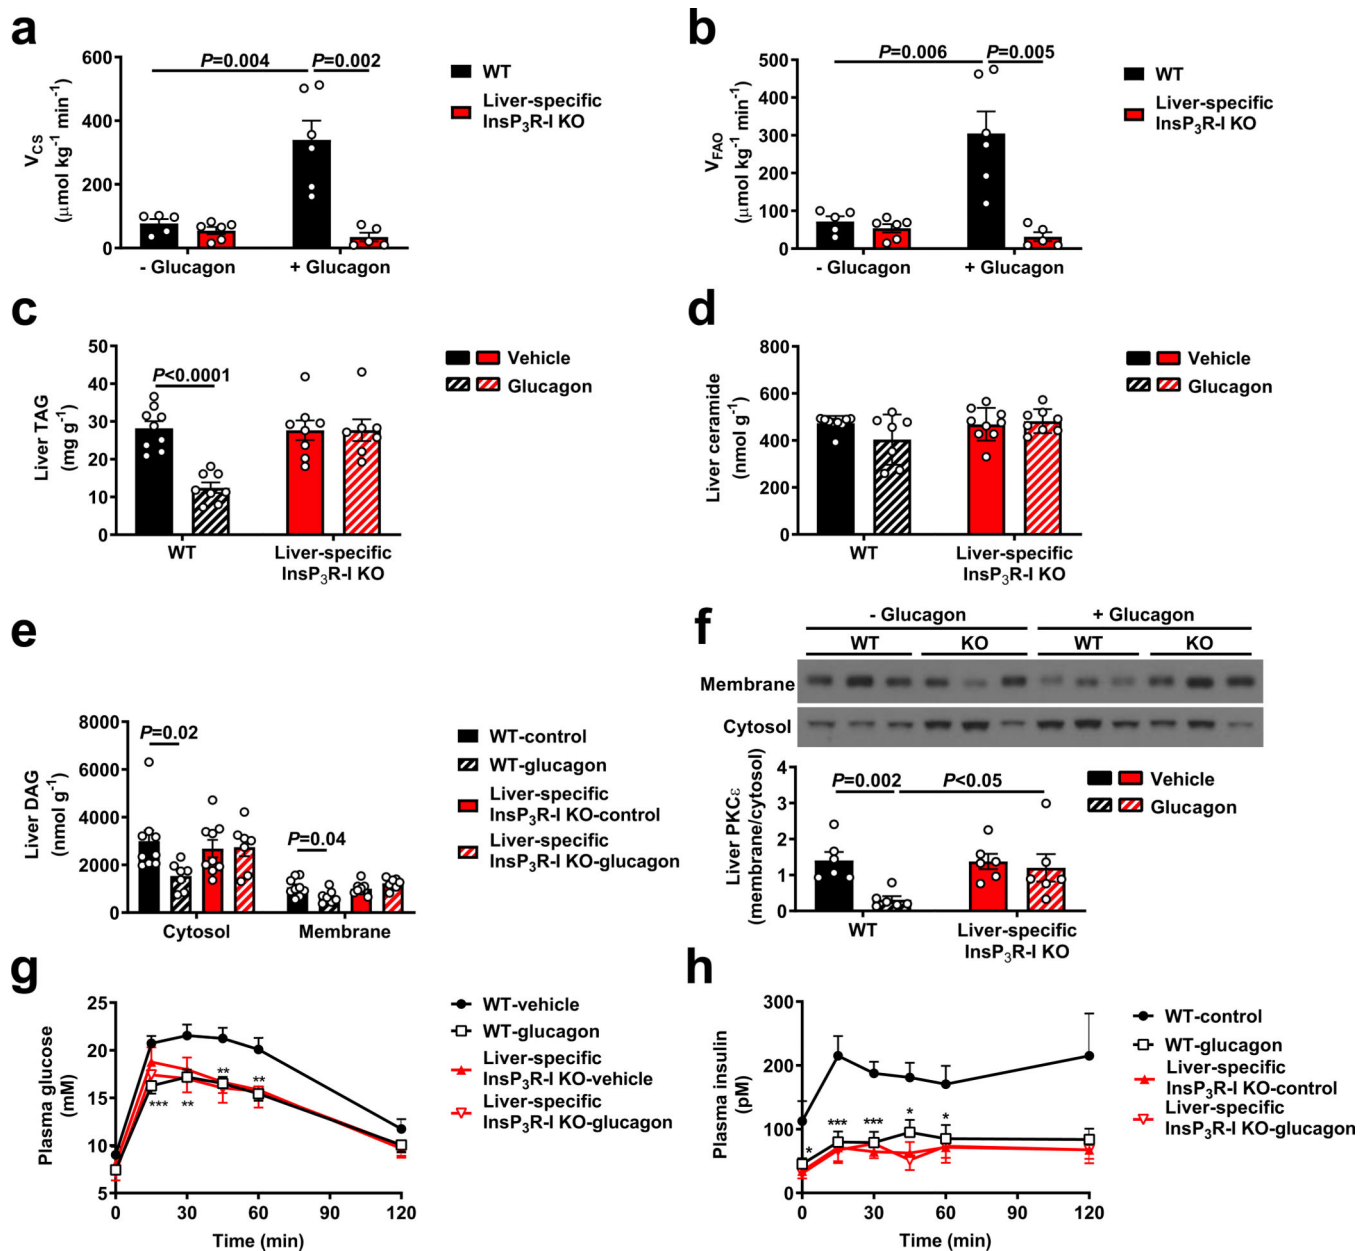 a
600
400
200
0
V_CS
(μmol kg⁻¹ min⁻¹)
P=0.004
P=0.002
- Glucagon
+ Glucagon
WT
Liver-specific
InsP₃R-I KO
b
500
400
300
200
100
0
V_FAO
(μmol kg⁻¹ min⁻¹)
P=0.006
P=0.005
- Glucagon
+ Glucagon
WT
Liver-specific
InsP₃R-I KO
c
50
40
30
20
10
0
Liver TAG
(mg g⁻¹)
P<0.0001
WT
Liver-specific
InsP₃R-I KO
Vehicle
Glucagon
d
800
600
400
200
0
Liver ceramide
(nmol g⁻¹)
WT
Liver-specific
InsP₃R-I KO
Vehicle
Glucagon
e
8000
6000
4000
2000
0
Liver DAG
(nmol g⁻¹)
P=0.02
P=0.04
Cytosol
Membrane
WT-control
WT-glucagon
Liver-specific
InsP₃R-I KO-control
Liver-specific
InsP₃R-I KO-glucagon
f
- Glucagon
+ Glucagon
WT
KO
WT
KO
Membrane
Cytosol
4
3
2
1
0
Liver PKCε
(membrane/cytosol)
P=0.002
P<0.05
WT
Liver-specific
InsP₃R-I KO
Vehicle
Glucagon
g
25
20
15
10
5
Plasma glucose
(mM)
***
**
**
**
0
30
60
90
120
Time (min)
WT-vehicle
WT-glucagon
Liver-specific
InsP₃R-I KO-vehicle
Liver-specific
InsP₃R-I KO-glucagon
h
300
200
100
0
Plasma insulin
(pM)
*
***
***
*
*
0
30
60
90
120
Time (min)
WT-control
WT-glucagon
Liver-specific
InsP₃R-I KO-control
Liver-specific
InsP₃R-I KO-glucagon